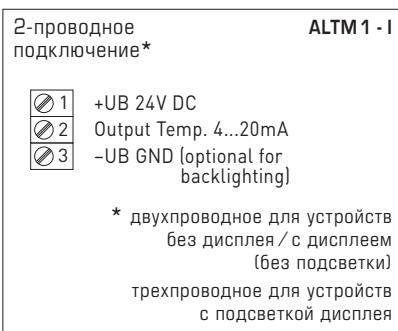 2-проводное ALTM 1 - I
подключение*
1 +UB 24V DC
2 Output Temp. 4...20mA
3 –UB GND (optional for
backlighting)
* двухпроводное для устройств
без дисплея / с дисплеем
(без подсветки)
трехпроводное для устройств
с подсветкой дисплея